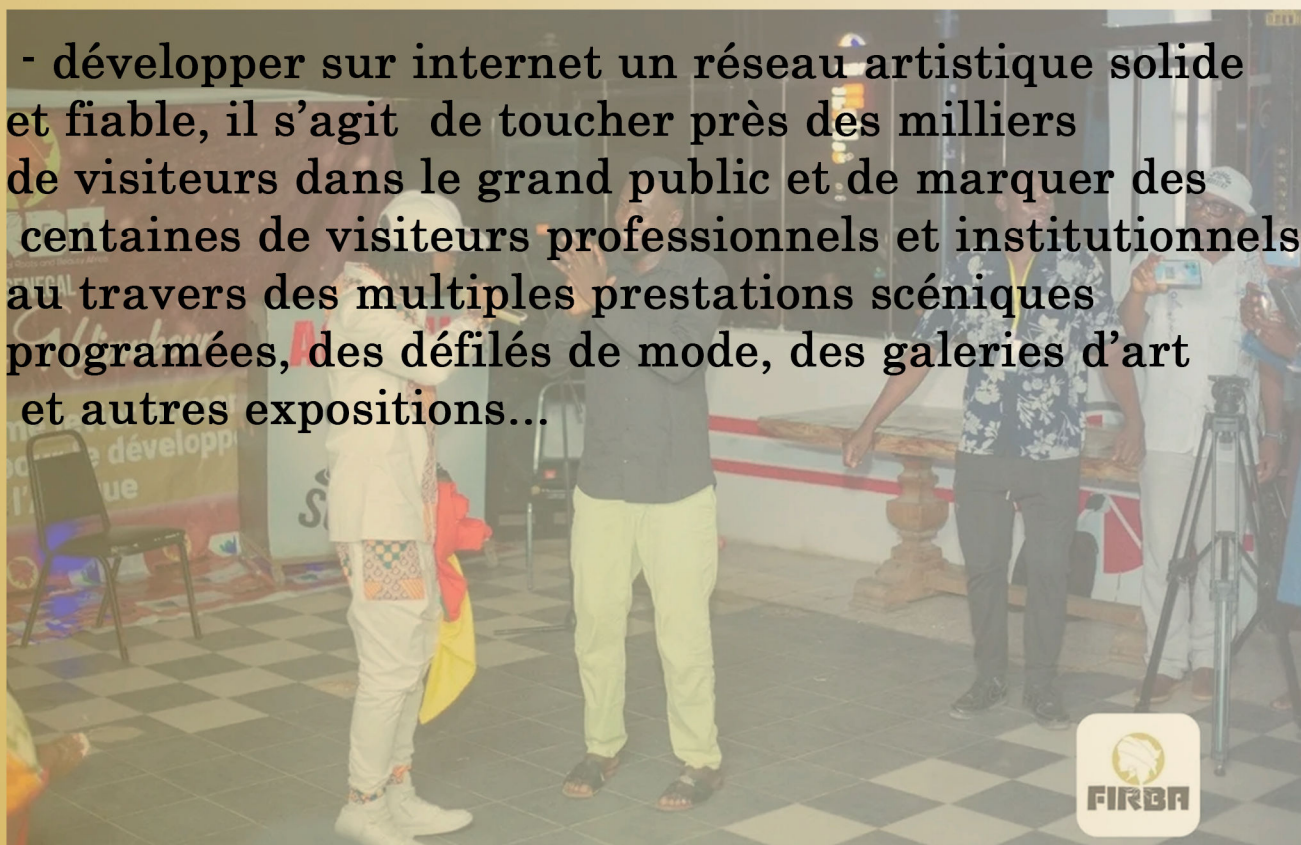 - développer sur internet un réseau artistique solide
et fiable, il s’agit  de toucher près des milliers
de visiteurs dans le grand public et de marquer des
centaines de visiteurs professionnels et institutionnels
au travers des multiples prestations scéniques
programées, des défilés de mode, des galeries d’art
et autres expositions...
SENEGAL
développ
FIRBA